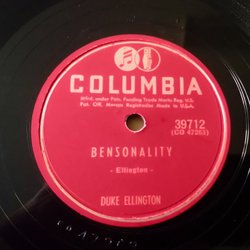 COLUMBIA
Mfrd. under Pats. Pending Trade Marks Reg. U.S.
Pat. Off. Marcas Registradas Made in U.S.A.
39712
(CO 47263)
BENSONALITY
- Ellington -
DUKE ELLINGTON